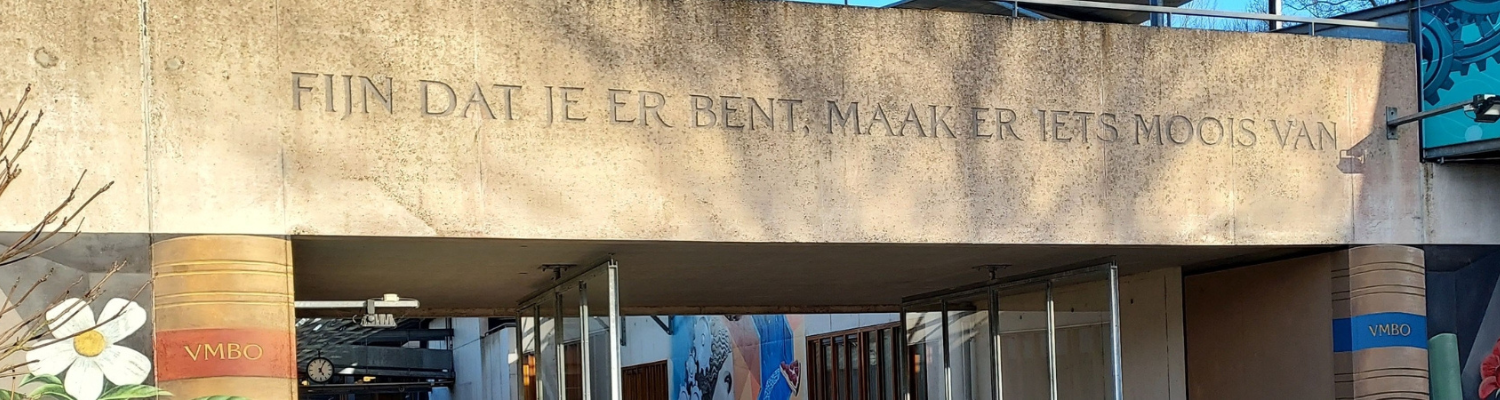 FIJN DAT JE ER BENT, MAAK ER IETS MOOIS VAN
VMBO
VMBO